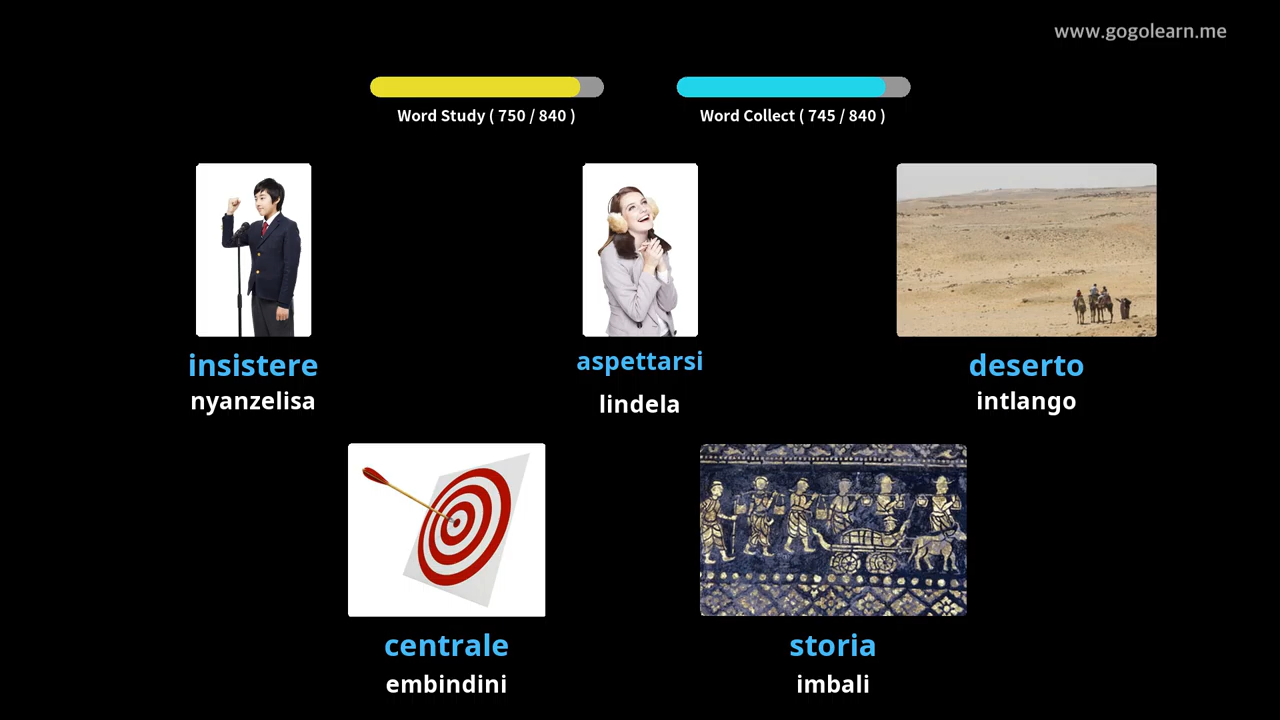 www.gogolearn.me
Word Study ( 750 / 840 )
Word Collect ( 745 / 840 )
insistere
nyanzelisa
aspettarsi
lindela
deserto
intlango
centrale
embindini
storia
imbali